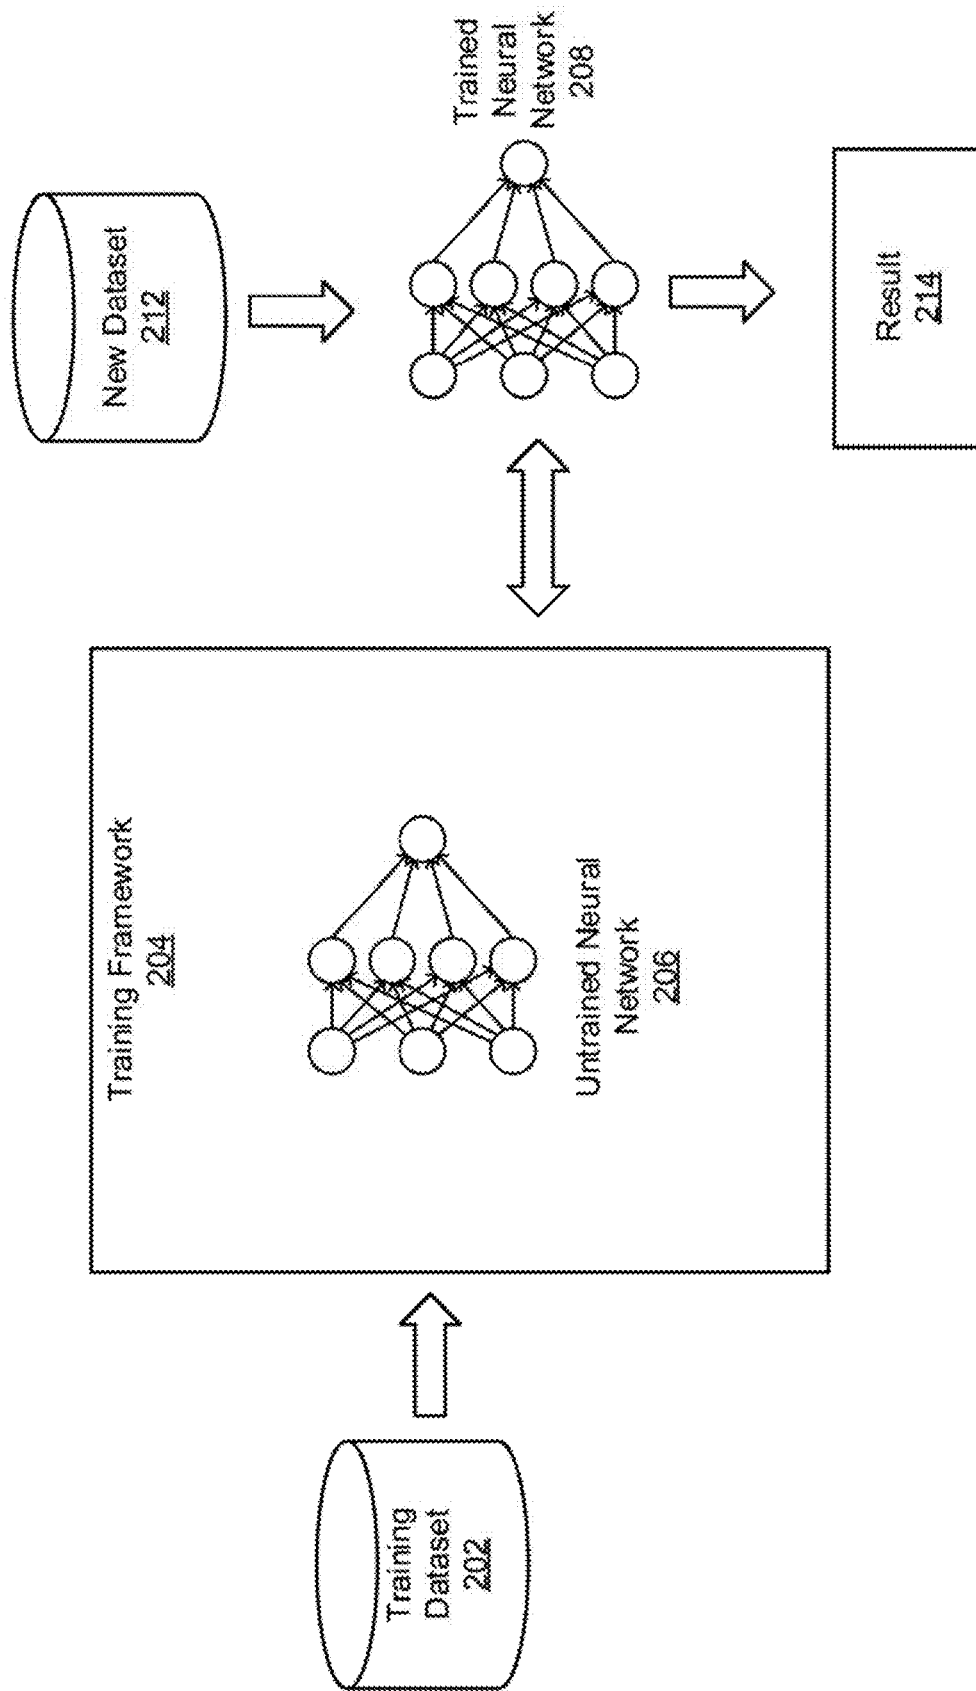 Training
Dataset
202
Training Framework
204
Untrained Neural
Network
206
New Dataset
212
Trained
Neural
Network
208
Result
214